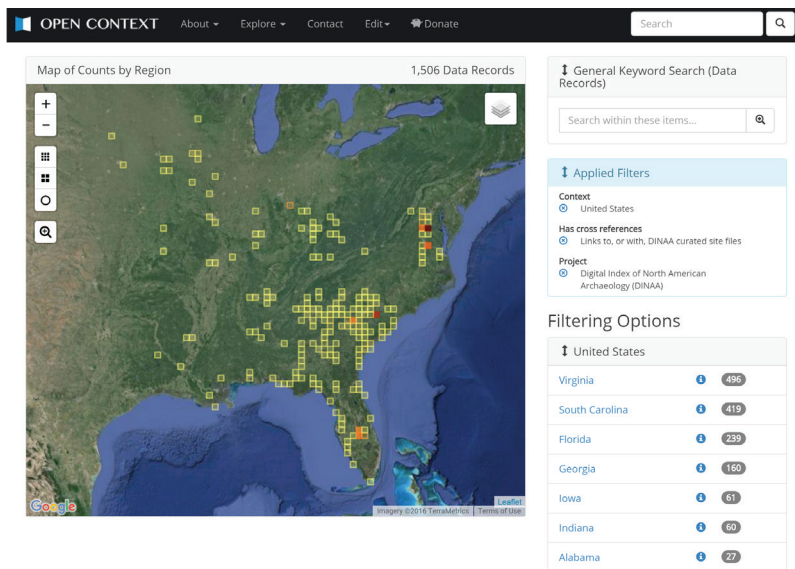 OPEN CONTEXT About Explore Contact Edit Donate Search
Map of Counts by Region 1,506 Data Records
+
−
Google
Leaflet
Imagery ©2016 TerraMetrics Terms of Use
General Keyword Search (Data
Records)
Search within these items...
Applied Filters
Context
United States
Has cross references
Links to, or with, DINAA curated site files
Project
Digital Index of North American
Archaeology (DINAA)
Filtering Options
United States
Virginia 496
South Carolina 419
Florida 239
Georgia 160
Iowa 61
Indiana 60
Alabama 27